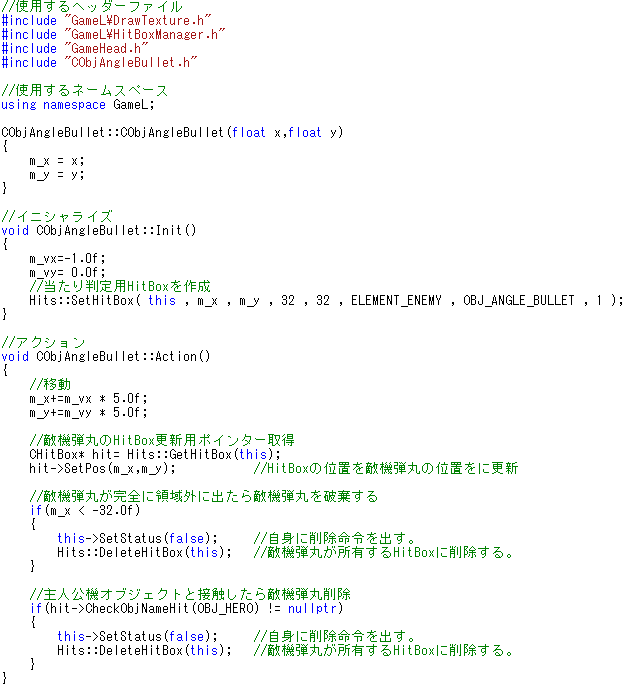 //使用するヘッダーファイル
#include "GameL¥DrawTexture.h"
#include "GameL¥HitBoxManager.h"
#include "GameHead.h"
#include "CObjAngleBullet.h"

//使用するネームスペース
using namespace GameL;

CObjAngleBullet::CObjAngleBullet(float x,float y)
{
    m_x = x;
    m_y = y;
}

//イニシャライズ
void CObjAngleBullet::Init()
{
    m_vx=-1.0f;
    m_vy= 0.0f;
    //当たり判定用HitBoxを作成
    Hits::SetHitBox( this , m_x , m_y , 32 , 32 , ELEMENT_ENEMY , OBJ_ANGLE_BULLET , 1 );
}

//アクション
void CObjAngleBullet::Action()
{
    //移動
    m_x+=m_vx * 5.0f;
    m_y+=m_vy * 5.0f;

    //敵機弾丸のHitBox更新用ポインター取得
    CHitBox* hit= Hits::GetHitBox(this);
    hit->SetPos(m_x,m_y);           //HitBoxの位置を敵機弾丸の位置をに更新

    //敵機弾丸が完全に領域外に出たら敵機弾丸を破棄する
    if(m_x < -32.0f)
    {
        this->SetStatus(false);     //自身に削除命令を出す。
        Hits::DeleteHitBox(this);   //敵機弾丸が所有するHitBoxに削除する。
    }

    //主人公機オブジェクトと接触したら敵機弾丸削除
    if(hit->CheckObjNameHit(OBJ_HERO) != nullptr)
    {
        this->SetStatus(false);     //自身に削除命令を出す。
        Hits::DeleteHitBox(this);   //敵機弾丸が所有するHitBoxに削除する。
    }
}